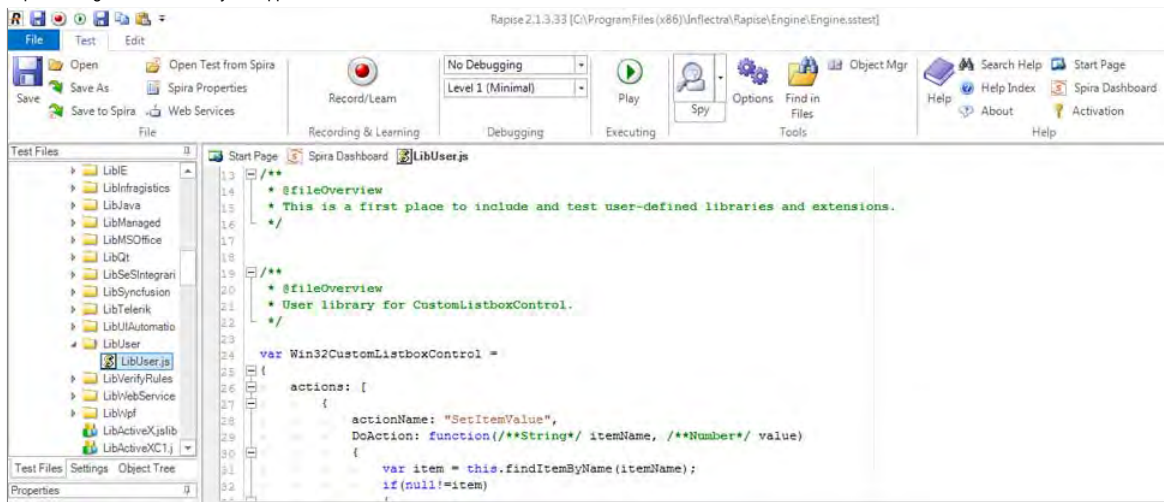 Rapise 2.1.3.33 [C:\Program Files (x86)\Inflectra\Rapise\Engine\Engine.sstest]
File Test Edit
Save
Open
Save As
Save to Spira
Open Test from Spira
Spira Properties
Web Services
File
Record/Learn
Recording & Learning
No Debugging
Level 1 (Minimal)
Debugging
Play
Executing
Spy
Options
Find in
Files
Object Mgr
Tools
Help
Search Help
Help Index
About
Start Page
Spira Dashboard
Activation
Help
Test Files
LibIE
LibInfragistics
LibJava
LibManaged
LibMSOffice
LibQt
LibSeSIntegrari
LibSyncfusion
LibTelerik
LibUIAutomatio
LibUser
LibUser.js
LibVerifyRules
LibWebService
LibWpf
LibActiveX.jslib
LibActiveXC1.j
Test Files Settings Object Tree
Properties
Start Page Spira Dashboard LibUser.js
13 /**
14 * @fileOverview
15 * This is a first place to include and test user-defined libraries and extensions.
16 */
17
18
19 /**
20 * @fileOverview
21 * User library for CustomListboxControl.
22 */
23
24 var Win32CustomListboxControl =
25 {
26 actions: [
27 {
28 actionName: "SetItemValue",
29 DoAction: function(/**String*/ itemName, /**Number*/ value)
30 {
31 var item = this.findItemByName(itemName);
32 if(null!=item)